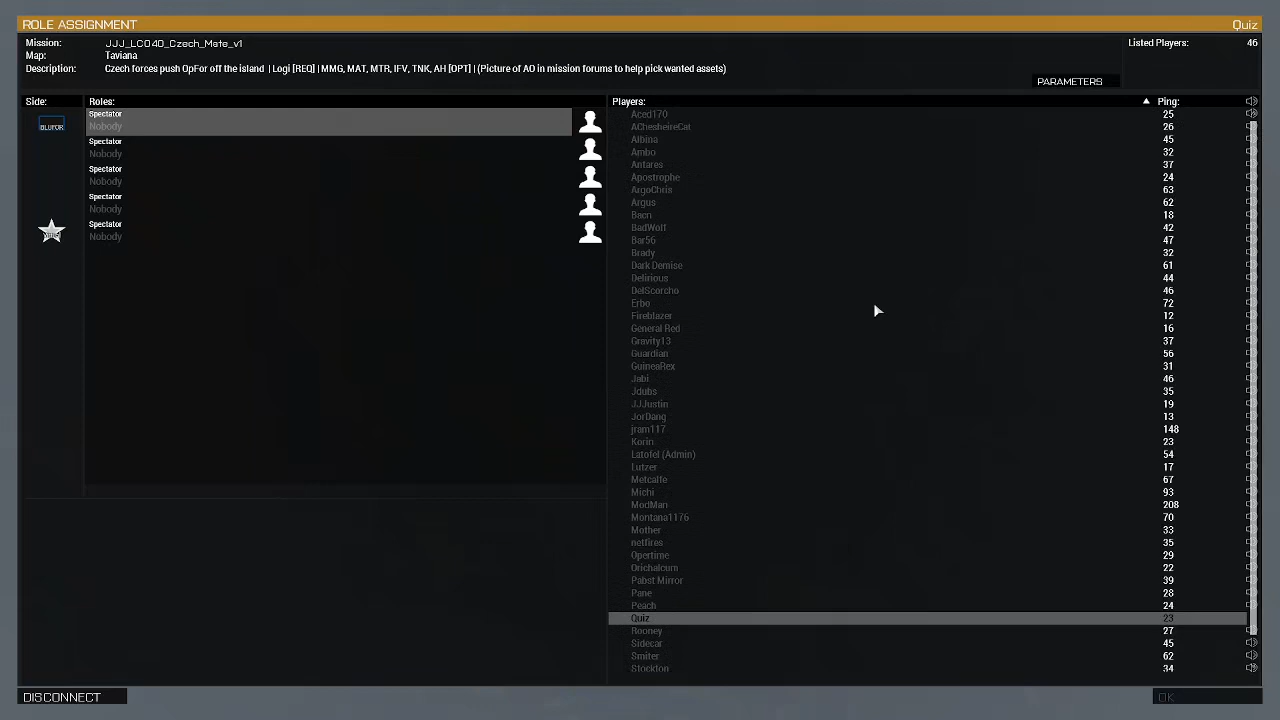 ROLE ASSIGNMENT Quiz
Mission: JJJ_LCO40_Czech_Mate_v1 Listed Players: 46
Map: Taviana
Description: Czech forces push OpFor off the island | Logi [REQ] | MMG, MAT, MTR, IFV, TNK, AH [OPT] | (Picture of AO in mission forums to help pick wanted assets)
PARAMETERS
Side: Roles: Players: Ping:
BLUFOR
Spectator
Nobody
Spectator
Nobody
Spectator
Nobody
Spectator
Nobody
Spectator
Nobody
Aced170 25
AChesheireCat 26
Albina 45
Ambo 32
Antares 37
Apostrophe 24
ArgoChris 63
Argus 62
Bacn 18
BadWolf 42
Bar56 47
Brady 32
Dark Demise 61
Delirious 44
DelScorcho 46
Erbo 72
Fireblazer 12
General Red 16
Gravity13 37
Guardian 56
GuineaRex 31
Jabi 46
Jdubs 35
JJJustin 19
JorDang 13
jram117 148
Korin 23
Latofel (Admin) 54
Lutzer 17
Metcalfe 67
Michi 93
ModMan 208
Montana1176 70
Mother 33
netfires 35
Opertime 29
Orichalcum 22
Pabst Mirror 39
Pane 28
Peach 24
Quiz 23
Rooney 27
Sidecar 45
Smiter 62
Stockton 34
DISCONNECT OK